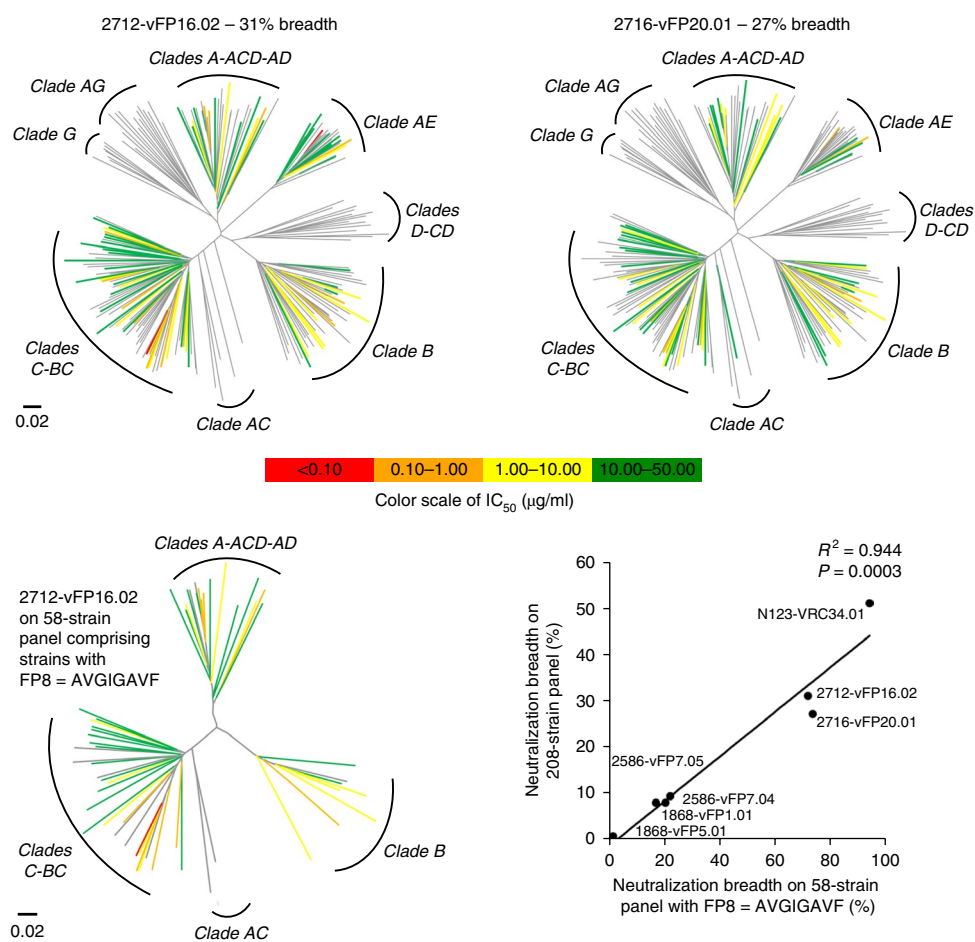 2712-vFP16.02 – 31% breadth
Clades A-ACD-AD
Clade AG
Clade G
Clade AE
Clades
D-CD
Clades
C-BC
Clade B
Clade AC
0.02
2716-vFP20.01 – 27% breadth
Clades A-ACD-AD
Clade AG
Clade G
Clade AE
Clades
D-CD
Clades
C-BC
Clade B
Clade AC
<0.10 0.10–1.00 1.00–10.00 10.00–50.00
Color scale of IC50 (μg/ml)
Clades A-ACD-AD
2712-vFP16.02
on 58-strain
panel comprising
strains with
FP8 = AVGIGAVF
Clades
C-BC
Clade B
Clade AC
0.02
R2 = 0.944
P = 0.0003
Neutralization breadth on
208-strain panel (%)
60
50
40
30
20
10
0
N123-VRC34.01
2712-vFP16.02
2716-vFP20.01
2586-vFP7.05
2586-vFP7.04
1868-vFP1.01
1868-vFP5.01
0 20 40 60 80 100
Neutralization breadth on 58-strain
panel with FP8 = AVGIGAVF (%)